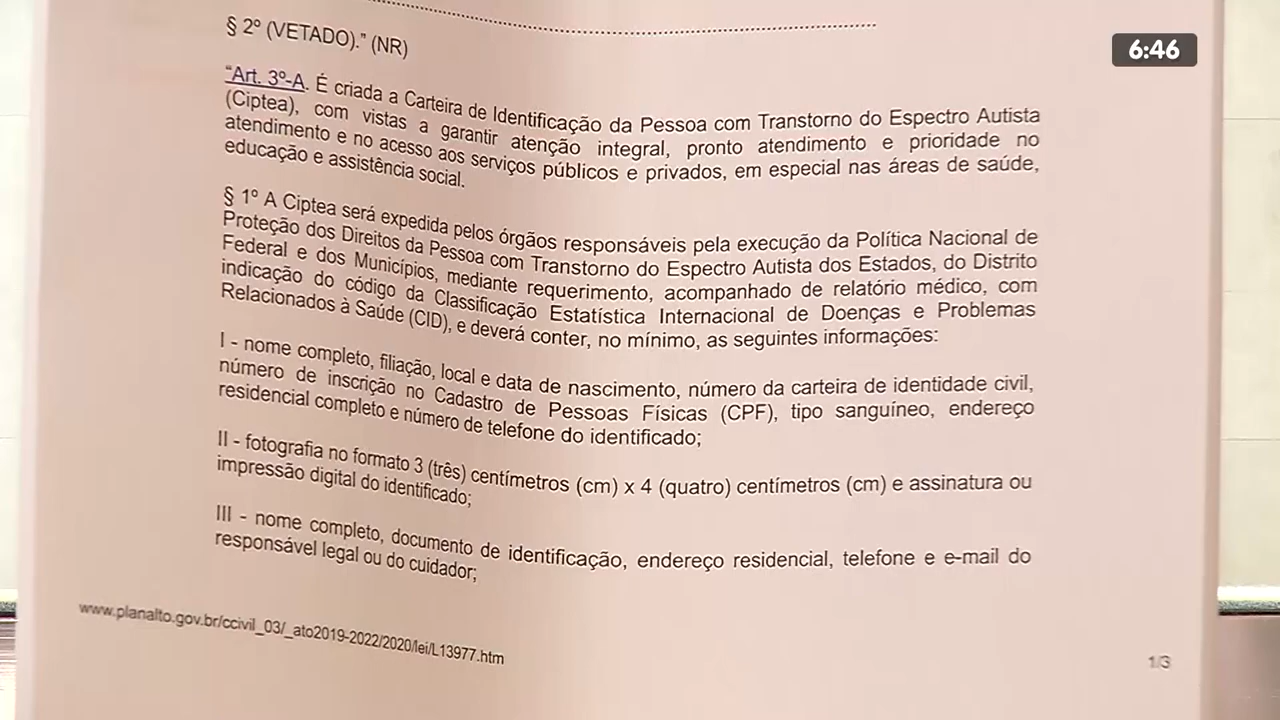 § 2º (VETADO).” (NR)
6:46
“Art. 3º-A. É criada a Carteira de Identificação da Pessoa com Transtorno do Espectro Autista
(Ciptea), com vistas a garantir atenção integral, pronto atendimento e prioridade no
atendimento e no acesso aos serviços públicos e privados, em especial nas áreas de saúde,
educação e assistência social.
§ 1º A Ciptea será expedida pelos órgãos responsáveis pela execução da Política Nacional de
Proteção dos Direitos da Pessoa com Transtorno do Espectro Autista dos Estados, do Distrito
Federal e dos Municípios, mediante requerimento, acompanhado de relatório médico, com
indicação do código da Classificação Estatística Internacional de Doenças e Problemas
Relacionados à Saúde (CID), e deverá conter, no mínimo, as seguintes informações:
I - nome completo, filiação, local e data de nascimento, número da carteira de identidade civil,
número de inscrição no Cadastro de Pessoas Físicas (CPF), tipo sanguíneo, endereço
residencial completo e número de telefone do identificado;
II - fotografia no formato 3 (três) centímetros (cm) x 4 (quatro) centímetros (cm) e assinatura ou
impressão digital do identificado;
III - nome completo, documento de identificação, endereço residencial, telefone e e-mail do
responsável legal ou do cuidador;
www.planalto.gov.br/ccivil_03/_ato2019-2022/2020/lei/L13977.htm
1/3